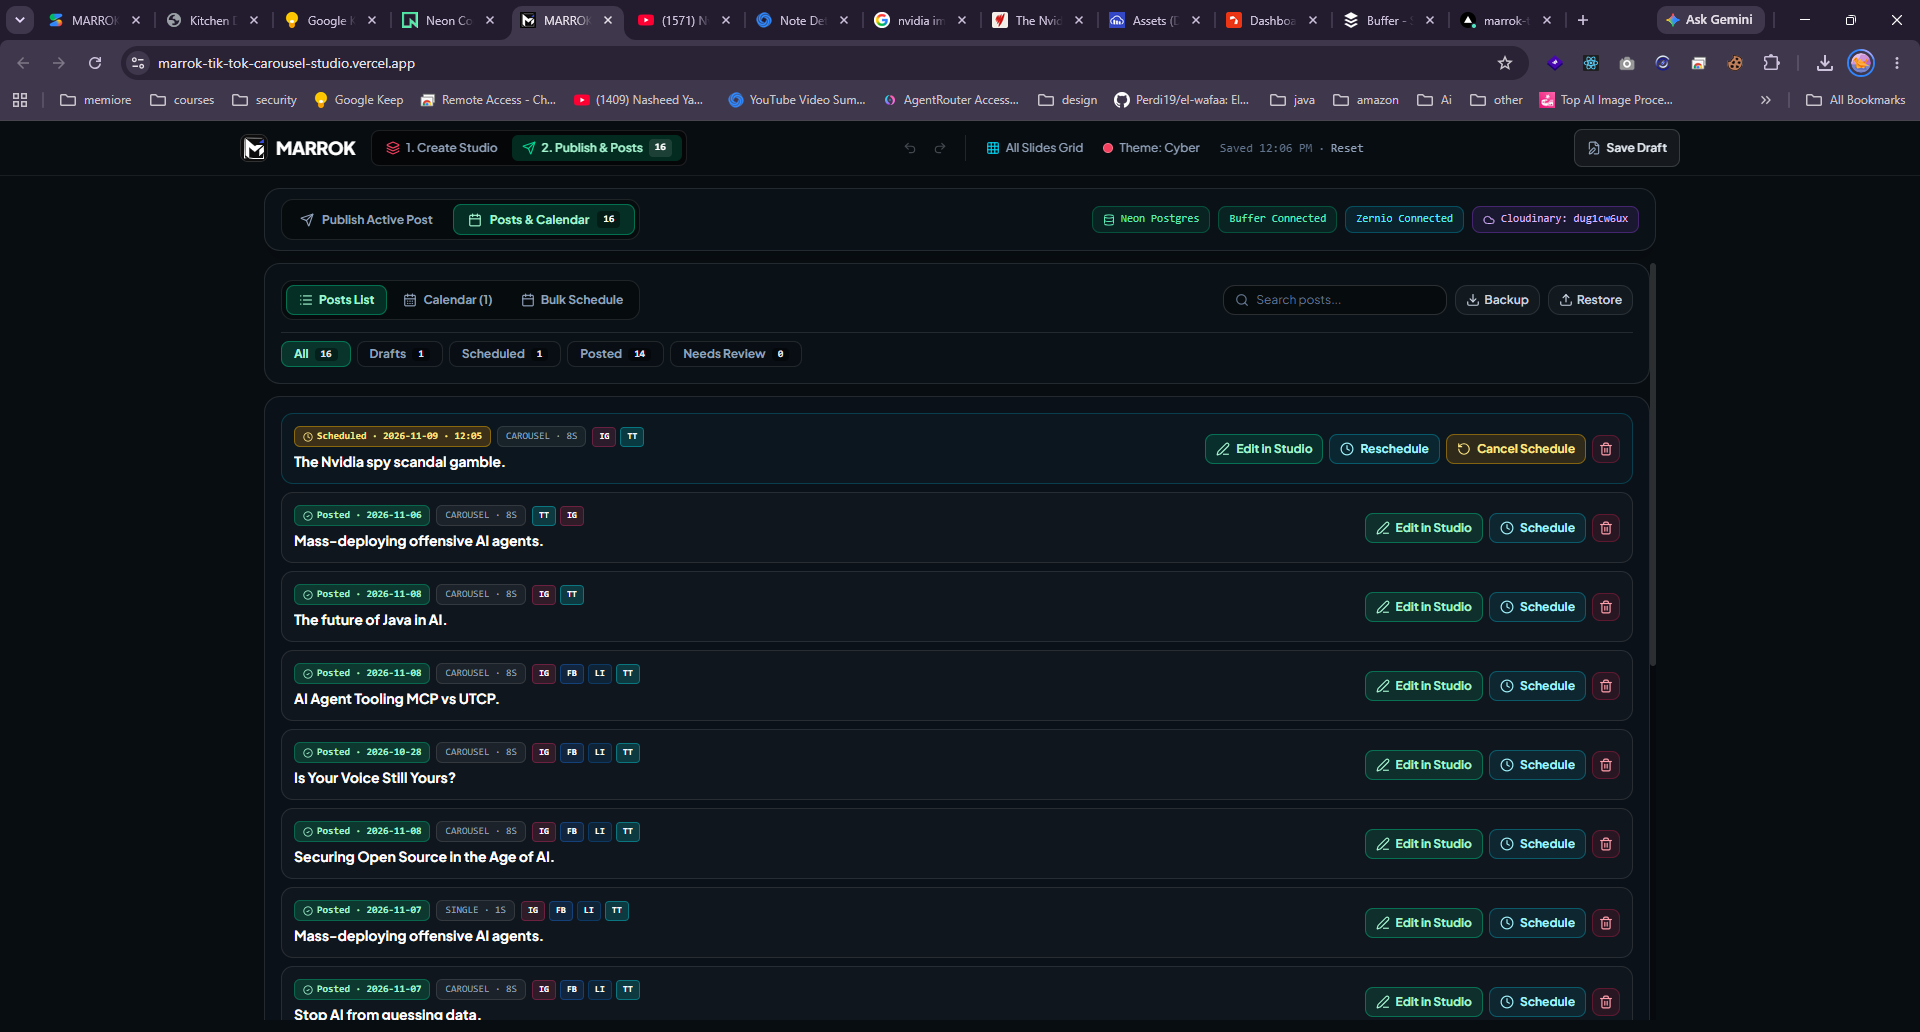 MARROK
Kitchen
Google K
Neon Co
MARROK
(1571) N
Note De
nvidia im
The Nvid
Assets (
Dashboa
Buffer -
marrok-t
Ask Gemini
marrok-tik-tok-carousel-studio.vercel.app
memiore
courses
security
Google Keep
Remote Access - Ch...
(1409) Nasheed Ya...
YouTube Video Sum...
AgentRouter Access...
design
Perdi19/el-wafaa: El...
java
amazon
Ai
other
Top AI Image Proce...
All Bookmarks
MARROK
1. Create Studio
2. Publish & Posts 16
All Slides Grid
Theme: Cyber
Saved 12:06 PM · Reset
Save Draft
Publish Active Post
Posts & Calendar 16
Neon Postgres
Buffer Connected
Zernio Connected
Cloudinary: dug1cw6ux
Posts List
Calendar (1)
Bulk Schedule
Search posts...
Backup
Restore
All 16
Drafts 1
Scheduled 1
Posted 14
Needs Review 0
Scheduled · 2026-11-09 · 12:05 CAROUSEL · 8S IG TT
The Nvidia spy scandal gamble.
Edit in Studio Reschedule Cancel Schedule
Posted · 2026-11-06 CAROUSEL · 8S TT IG
Mass-deploying offensive AI agents.
Edit in Studio Schedule
Posted · 2026-11-08 CAROUSEL · 8S IG TT
The future of Java in AI.
Edit in Studio Schedule
Posted · 2026-11-08 CAROUSEL · 8S IG FB LI TT
AI Agent Tooling MCP vs UTCP.
Edit in Studio Schedule
Posted · 2026-10-28 CAROUSEL · 8S IG FB LI TT
Is Your Voice Still Yours?
Edit in Studio Schedule
Posted · 2026-11-08 CAROUSEL · 8S IG FB LI TT
Securing Open Source in the Age of AI.
Edit in Studio Schedule
Posted · 2026-11-07 SINGLE · 1S IG FB LI TT
Mass-deploying offensive AI agents.
Edit in Studio Schedule
Posted · 2026-11-07 CAROUSEL · 8S IG FB LI TT
Stop AI from guessing data.
Edit in Studio Schedule